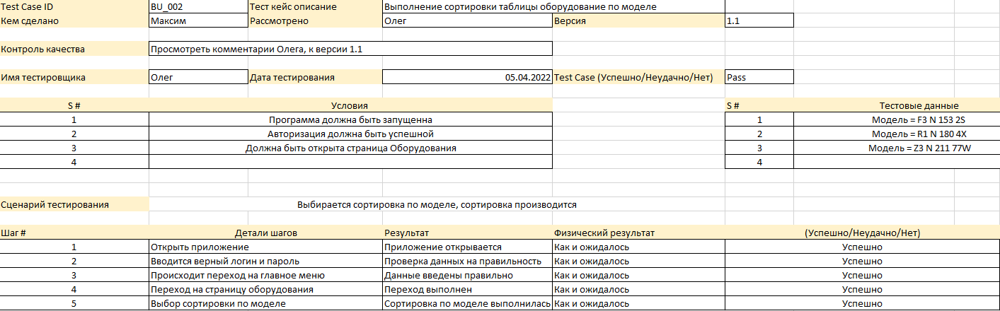 Test Case ID BU_002 Тест кейс описание Выполнение сортировки таблицы оборудование по моделе
Кем сделано Максим Рассмотрено Олег Версия 1.1
Контроль качества Просмотреть комментарии Олега, к версии 1.1
Имя тестировщика Олег Дата тестирования 05.04.2022 Test Case (Успешно/Неудачно/Нет) Pass
S # Условия S # Тестовые данные
1 Программа должна быть запущенна 1 Модель = F3 N 153 2S
2 Авторизация должна быть успешной 2 Модель = R1 N 180 4X
3 Должна быть открыта страница Оборудования 3 Модель = Z3 N 211 77W
4 4
Сценарий тестирования Выбирается сортировка по моделе, сортировка производится
Шаг # Детали шагов Результат Физический результат (Успешно/Неудачно/Нет)
1 Открыть приложение Приложение открывается Как и ожидалось Успешно
2 Вводится верный логин и пароль Проверка данных на правильность Как и ожидалось Успешно
3 Происходит переход на главное меню Данные введены правильно Как и ожидалось Успешно
4 Переход на страницу оборудования Переход выполнен Как и ожидалось Успешно
5 Выбор сортировки по моделе Сортировка по моделе выполнилась Как и ожидалось Успешно